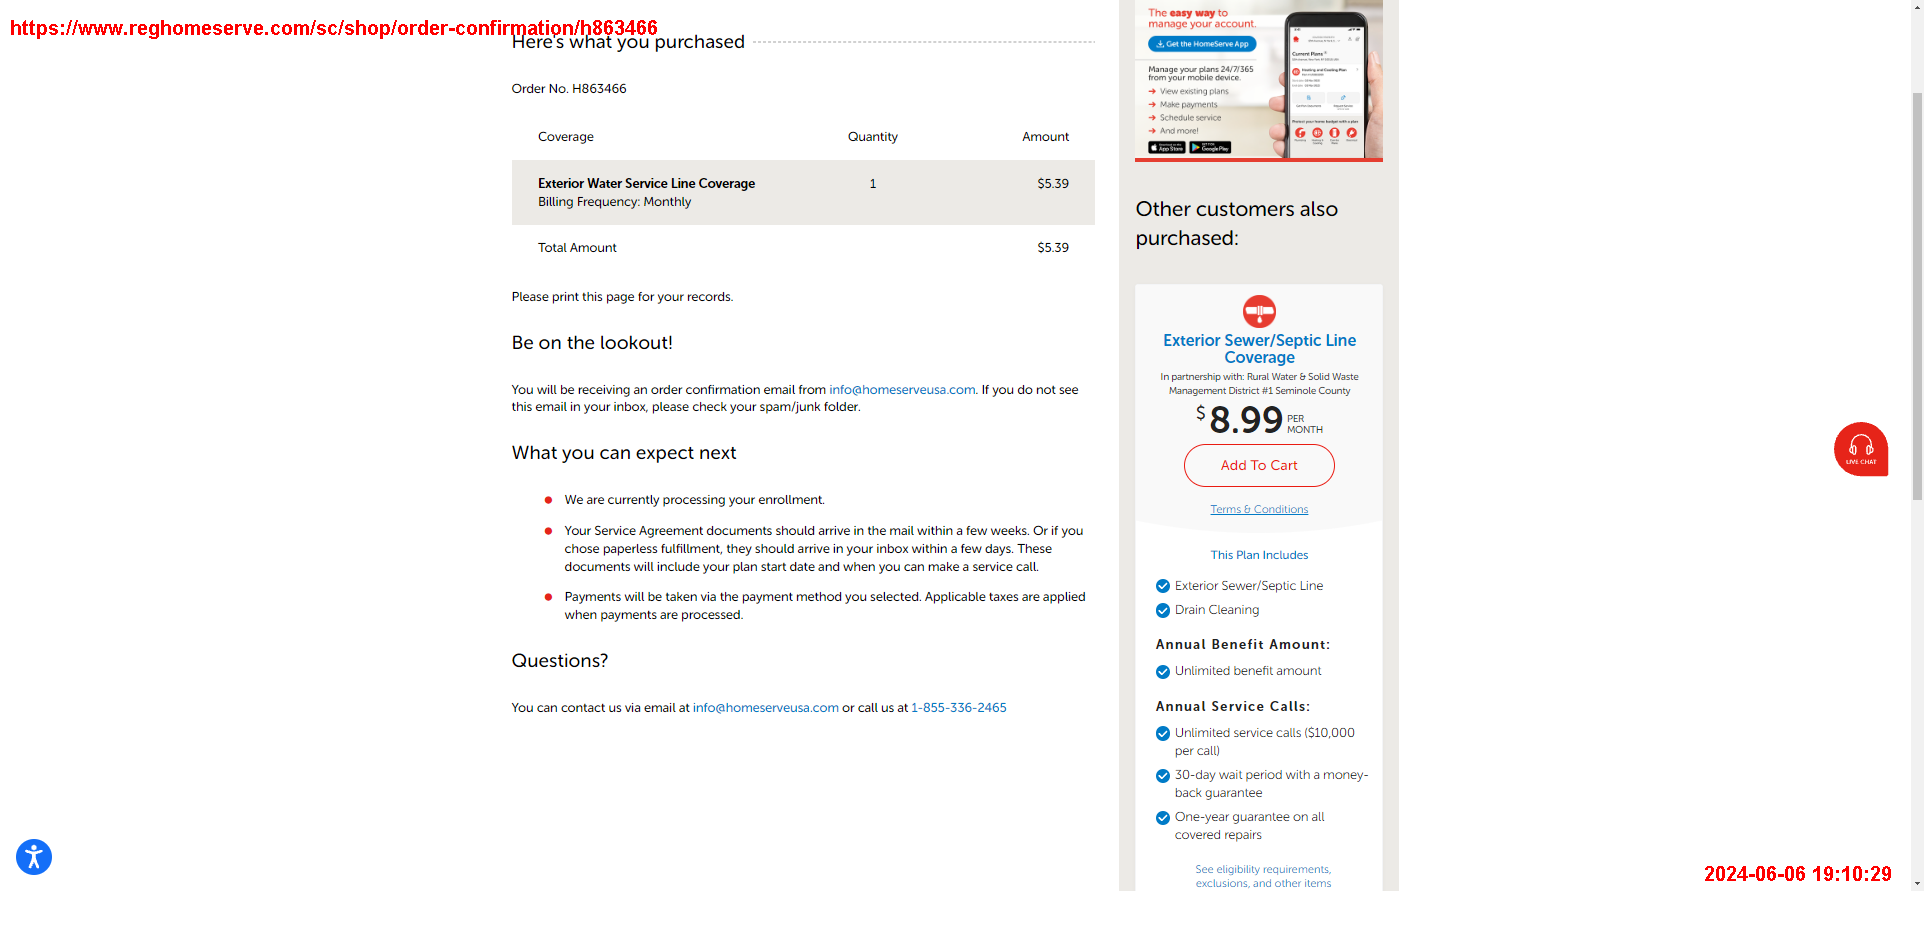 https://www.reghomeserve.com/sc/shop/order-confirmation/h863466
Here's what you purchased
Order No. H863466
Coverage Quantity Amount
Exterior Water Service Line Coverage 1 $5.39
Billing Frequency: Monthly
Total Amount $5.39
Please print this page for your records.
Be on the lookout!
You will be receiving an order confirmation email from info@homeserveusa.com. If you do not see
this email in your inbox, please check your spam/junk folder.
What you can expect next
We are currently processing your enrollment.
Your Service Agreement documents should arrive in the mail within a few weeks. Or if you
chose paperless fulfillment, they should arrive in your inbox within a few days. These
documents will include your plan start date and when you can make a service call.
Payments will be taken via the payment method you selected. Applicable taxes are applied
when payments are processed.
Questions?
You can contact us via email at info@homeserveusa.com or call us at 1-855-336-2465
The easy way to
manage your account.
Get the HomeServe App
Manage your plans 24/7/365
from your mobile device.
View existing plans
Make payments
Schedule service
And more!
App Store Google Play
Current Plans
Heating and Cooling Plan
Other customers also
purchased:
Exterior Sewer/Septic Line
Coverage
In partnership with: Rural Water & Solid Waste
Management District #1 Seminole County
$8.99 PER
MONTH
Add To Cart
Terms & Conditions
This Plan Includes
Exterior Sewer/Septic Line
Drain Cleaning
Annual Benefit Amount:
Unlimited benefit amount
Annual Service Calls:
Unlimited service calls ($10,000
per call)
30-day wait period with a money-
back guarantee
One-year guarantee on all
covered repairs
See eligibility requirements,
exclusions, and other items
LIVE CHAT
2024-06-06 19:10:29